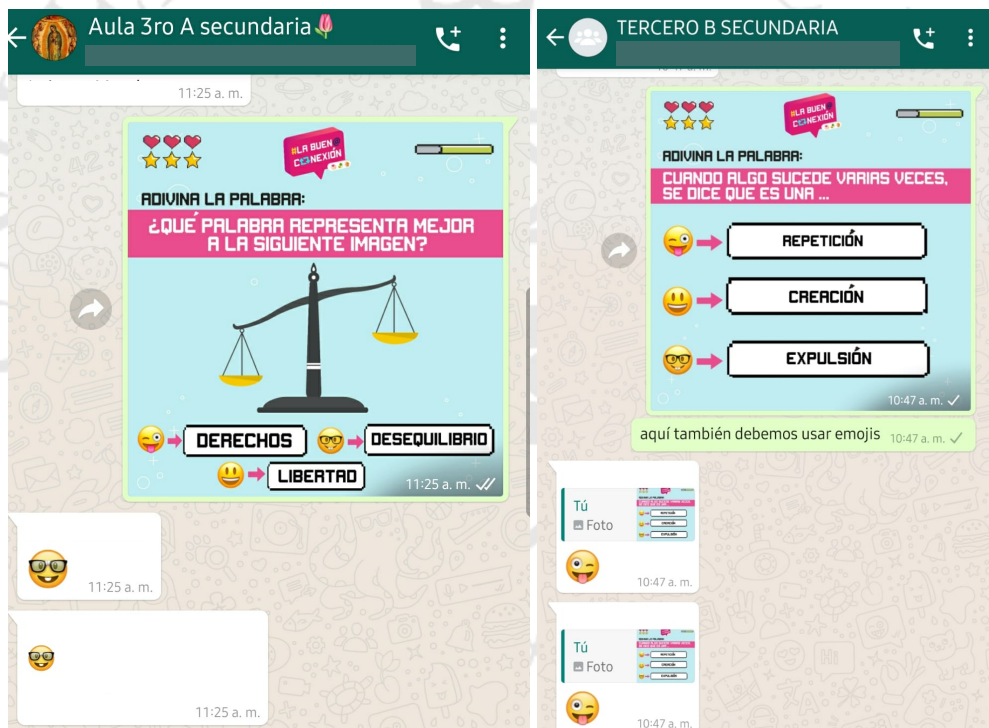 Aula 3ro A secundaria🌷
11:25 a. m.
#LA BUENA
CONEXIÓN
ADIVINA LA PALABRA:
¿QUÉ PALABRA REPRESENTA MEJOR
A LA SIGUIENTE IMAGEN?
DERECHOS
DESEQUILIBRIO
LIBERTAD
11:25 a. m.
🤓
11:25 a. m.
🤓
11:25 a. m.
TERCERO B SECUNDARIA
#LA BUENA
CONEXIÓN
ADIVINA LA PALABRA:
CUANDO ALGO SUCEDE VARIAS VECES,
SE DICE QUE ES UNA ...
REPETICIÓN
CREACIÓN
EXPULSIÓN
10:47 a. m.
aquí también debemos usar emojis 10:47 a. m.
Tú
Foto
😜
10:47 a. m.
Tú
Foto
😜
10:47 a. m.